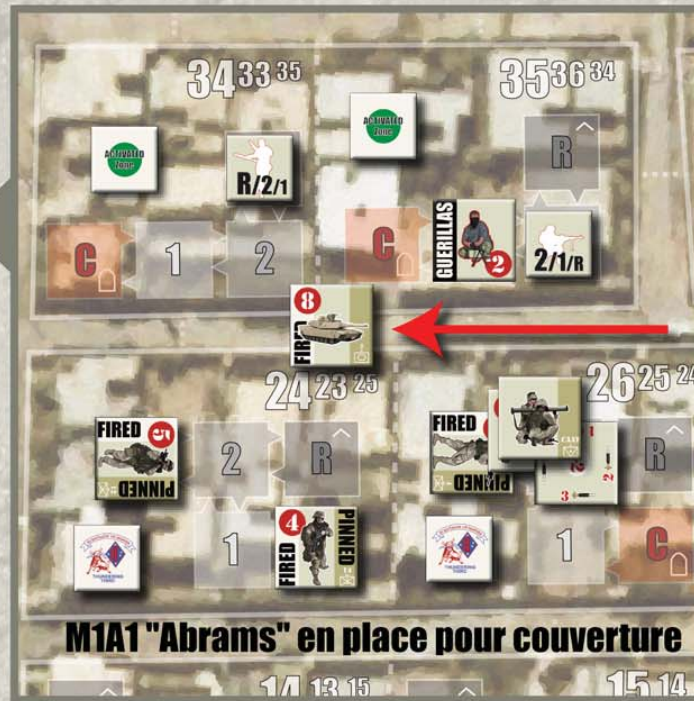 34 33 35
35 36 34
ACTIVATED Zone
ACTIVATED Zone
R
R/2/1
GUERILLAS 2
2/1/R
C 1 2
C
8
FIRED
24 23 25
26 25 24
FIRED 5
PINNED
2 R
FIRED
PINNED
R
3 2
THUNDERING THIRD
1
FIRED 4
PINNED
THUNDERING THIRD
1 C
M1A1 "Abrams" en place pour couverture
14 13 15
15 14